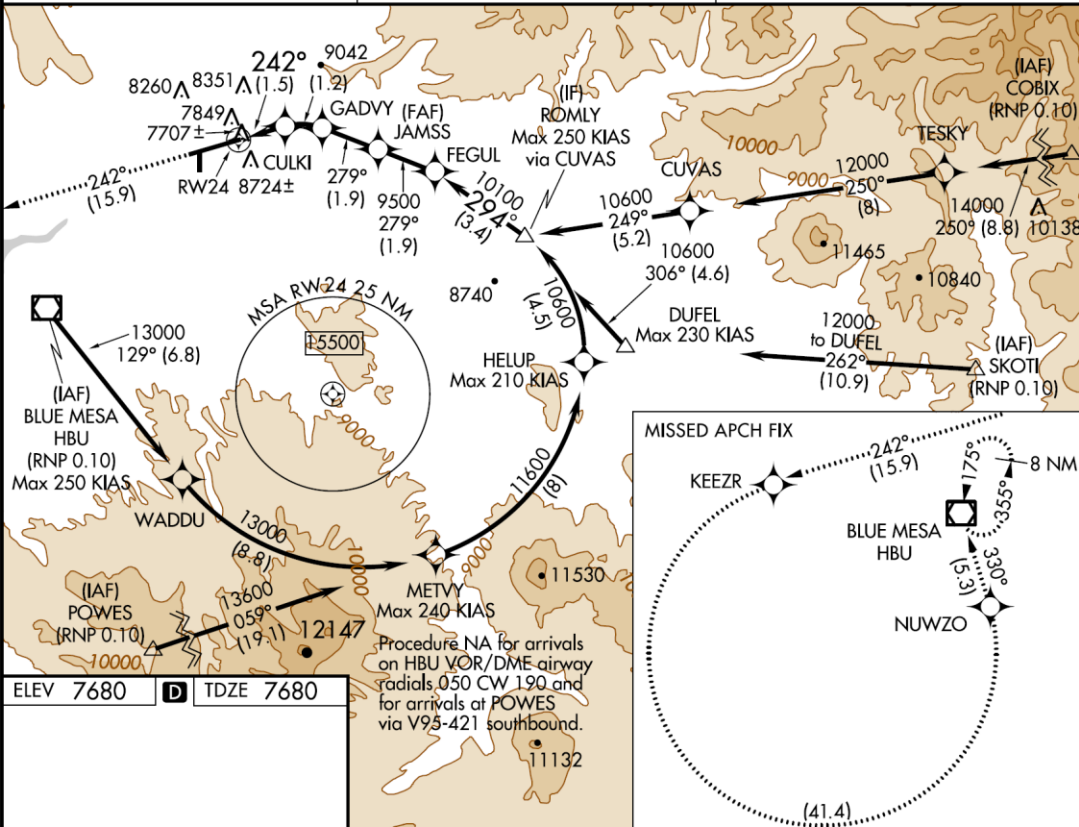 9042
8260
8351
242°
(1.5)
(1.2)
7849
7707±
GADVY
(FAF)
JAMSS
(IF)
ROMLY
Max 250 KIAS
via CUVAS
(IAF)
COBIX
(RNP 0.10)
TESKY
10000
CULKI
FEGUL
CUVAS
9000
12000
250°
(8)
RW24
8724±
242°
(15.9)
279°
(1.9)
9500
279°
(1.9)
10100
294°
(3.4)
10600
249°
(5.2)
14000
250° (8.8)
10138
10600
306° (4.6)
11465
10840
8740
10600
(4.5)
MSA RW24 25 NM
15500
13000
129° (6.8)
DUFEL
Max 230 KIAS
12000
to DUFEL
262°
(10.9)
(IAF)
SKOTI
(RNP 0.10)
HELUP
Max 210 KIAS
(IAF)
BLUE MESA
HBU
(RNP 0.10)
Max 250 KIAS
9000
WADDU
13000
(8.8)
11600
(8)
10000
9000
METVY
Max 240 KIAS
11530
(IAF)
POWES
(RNP 0.10)
13600
059°
(19.1)
12147
10000
Procedure NA for arrivals
on HBU VOR/DME airway
radials 050 CW 190 and
for arrivals at POWES
via V95-421 southbound.
11132
ELEV 7680 D TDZE 7680
MISSED APCH FIX
242°
(15.9)
KEEZR
175°
355°
8 NM
BLUE MESA
HBU
330°
(5.3)
NUWZO
(41.4)